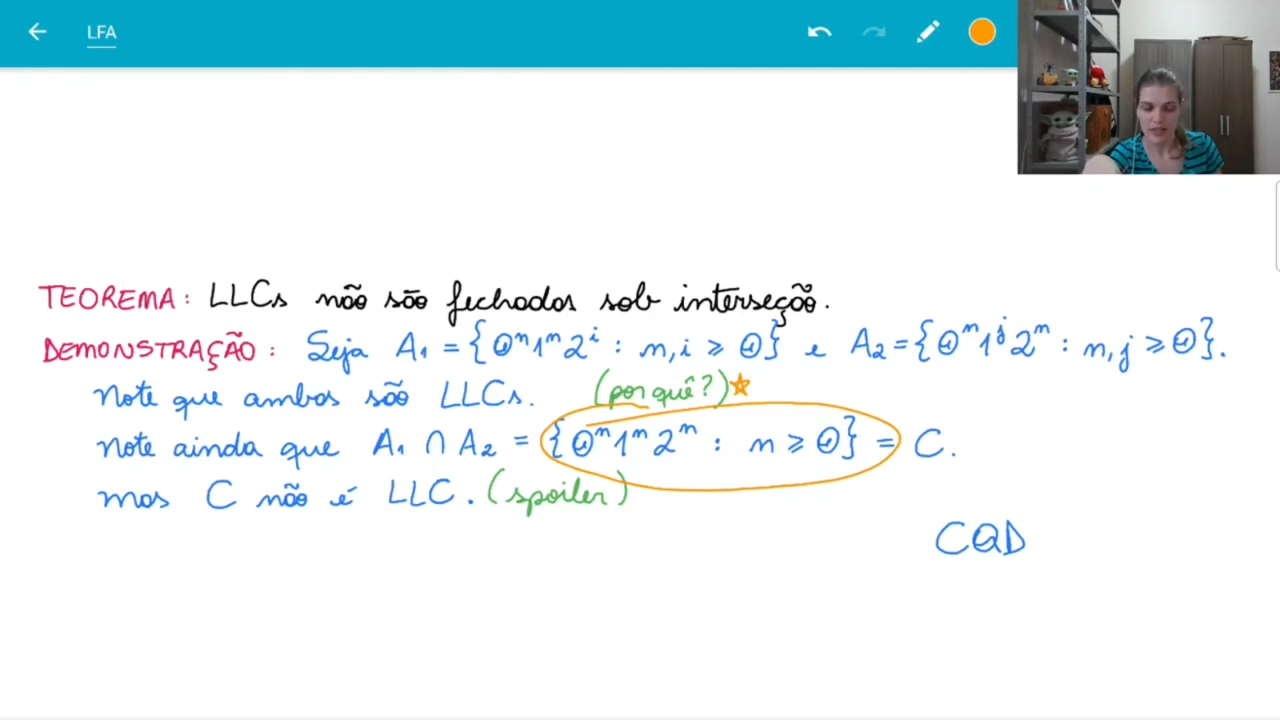 LFA
TEOREMA: LLCs não são fechados sob interseção.
DEMONSTRAÇÃO: Seja A₁ = {0ⁿ1ⁿ2ⁱ : n,i ≥ 0} e A₂ = {0ⁿ1ʲ2ⁿ : n,j ≥ 0}.
Note que ambos são LLCs. (por quê?)☆
Note ainda que A₁ ∩ A₂ = {0ⁿ1ⁿ2ⁿ : n ≥ 0} = C.
mas C não é LLC. (spoiler)
CQD